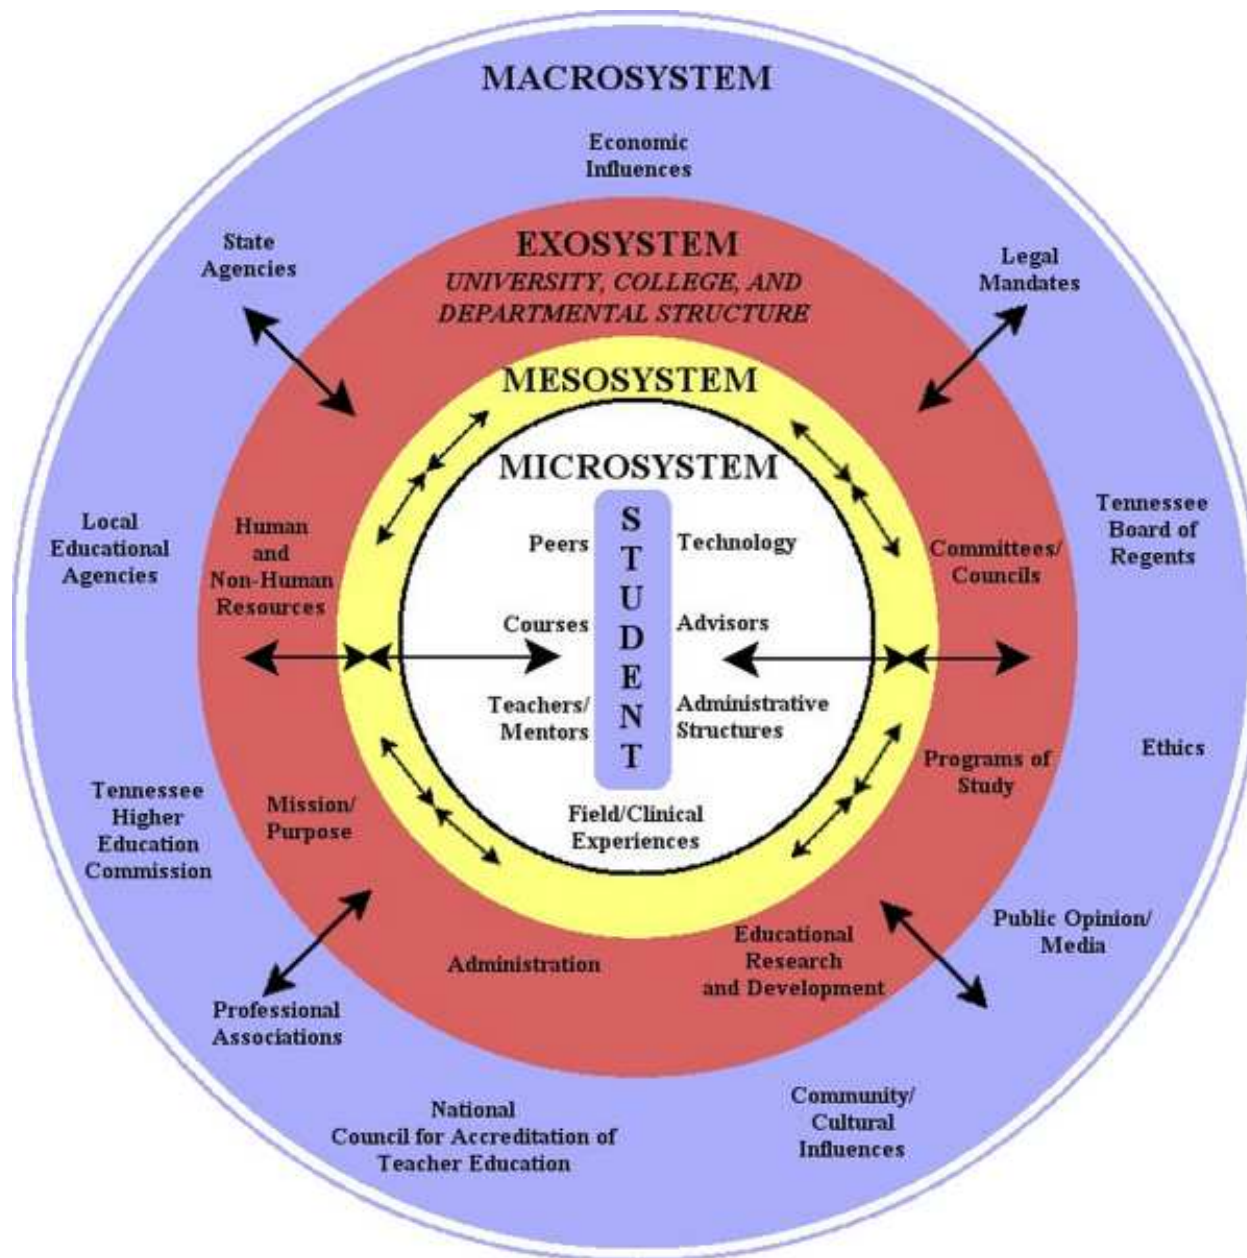 MACROSYSTEM
Economic
Influences
State
Agencies
Legal
Mandates
EXOSYSTEM
UNIVERSITY, COLLEGE, AND
DEPARTMENTAL STRUCTURE
MESOSYSTEM
MICROSYSTEM
STUDENT
Peers
Technology
Courses
Advisors
Teachers/
Mentors
Administrative
Structures
Field/Clinical
Experiences
Local
Educational
Agencies
Human
and
Non-Human
Resources
Committees/
Councils
Tennessee
Board of
Regents
Ethics
Programs of
Study
Tennessee
Higher
Education
Commission
Mission/
Purpose
Public Opinion/
Media
Administration
Educational
Research
and Development
Professional
Associations
National
Council for Accreditation of
Teacher Education
Community/
Cultural
Influences